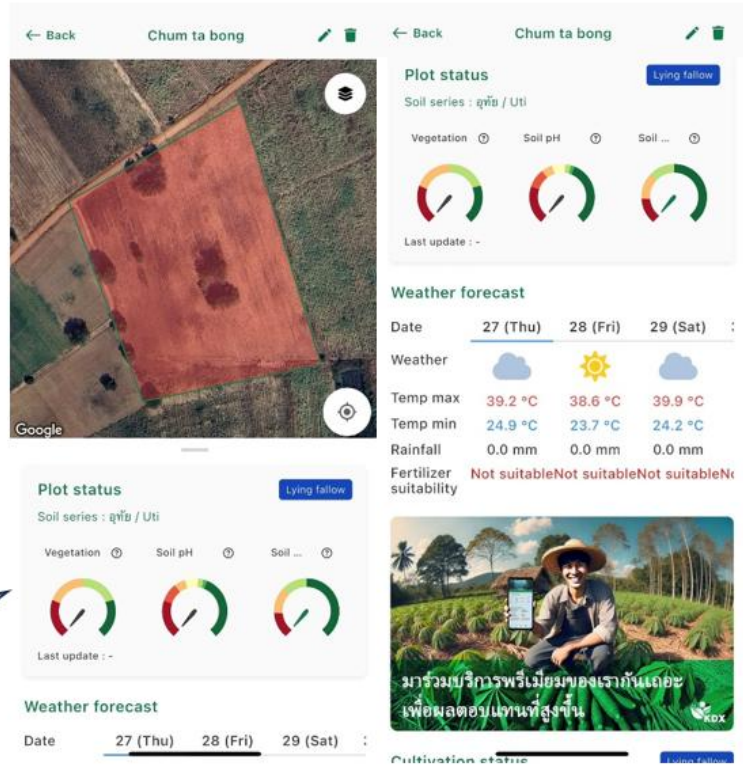 ← Back Chum ta bong
Google
Plot status Lying fallow
Soil series : อุทัย / Uti
Vegetation ? Soil pH ? Soil ... ?
Last update : -
Weather forecast
Date 27 (Thu) 28 (Fri) 29 (Sat)
← Back Chum ta bong
Plot status Lying fallow
Soil series : อุทัย / Uti
Vegetation ? Soil pH ? Soil ... ?
Last update : -
Weather forecast
Date 27 (Thu) 28 (Fri) 29 (Sat)
Weather
Temp max 39.2 °C 38.6 °C 39.9 °C
Temp min 24.9 °C 23.7 °C 24.2 °C
Rainfall 0.0 mm 0.0 mm 0.0 mm
Fertilizer Not suitable Not suitable Not suitable
suitability
มาร่วมบริการพรีเมียมของเรากันเถอะ
เพื่อผลตอบแทนที่สูงขึ้น
KDX
Cultivation status Lying fallow